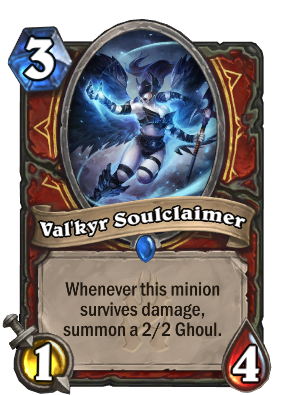 3
Val'kyr Soulclaimer
Whenever this minion
survives damage,
summon a 2/2 Ghoul.
1
4